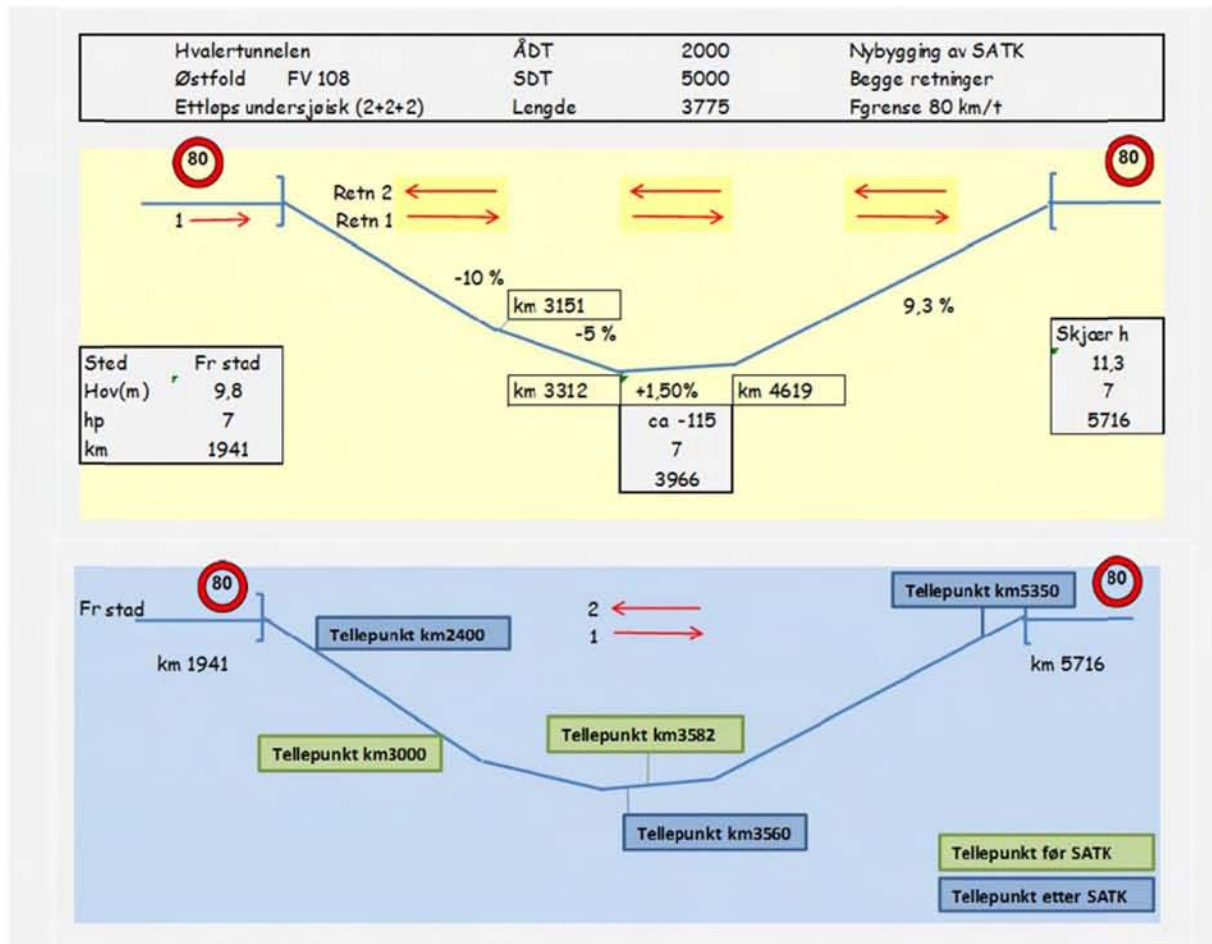 Hvalertunnelen ÅDT 2000 Nybygging av SATK
Østfold FV 108 SDT 5000 Begge retninger
Ettløps undersjøisk (2+2+2) Lengde 3775 Fgrense 80 km/t
80
80
Retn 2
1 Retn 1
-10 %
km 3151
9,3 %
-5 %
Sted Fr stad
Hov(m) 9,8
hp 7
km 1941
km 3312 +1,50% km 4619
ca -115
7
3966
Skjær h
11,3
7
5716
80
80
Fr stad
Tellepunkt km5350
2
1
Tellepunkt km2400
km 1941
km 5716
Tellepunkt km3582
Tellepunkt km3000
Tellepunkt km3560
Tellepunkt før SATK
Tellepunkt etter SATK